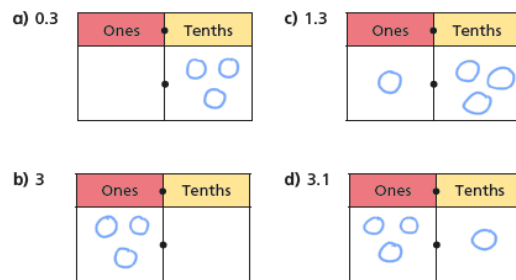 a) 0.3
Ones Tenths
c) 1.3
Ones Tenths
b) 3
Ones Tenths
d) 3.1
Ones Tenths